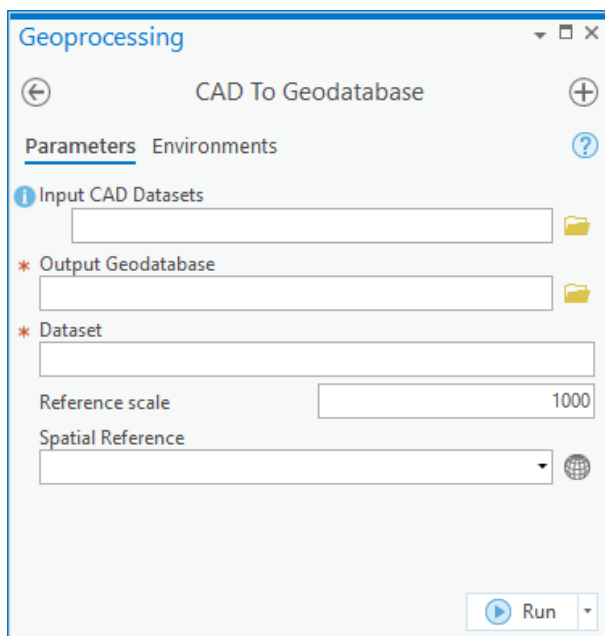 Geoprocessing
CAD To Geodatabase
Parameters Environments
Input CAD Datasets
* Output Geodatabase
* Dataset
Reference scale 1000
Spatial Reference
Run